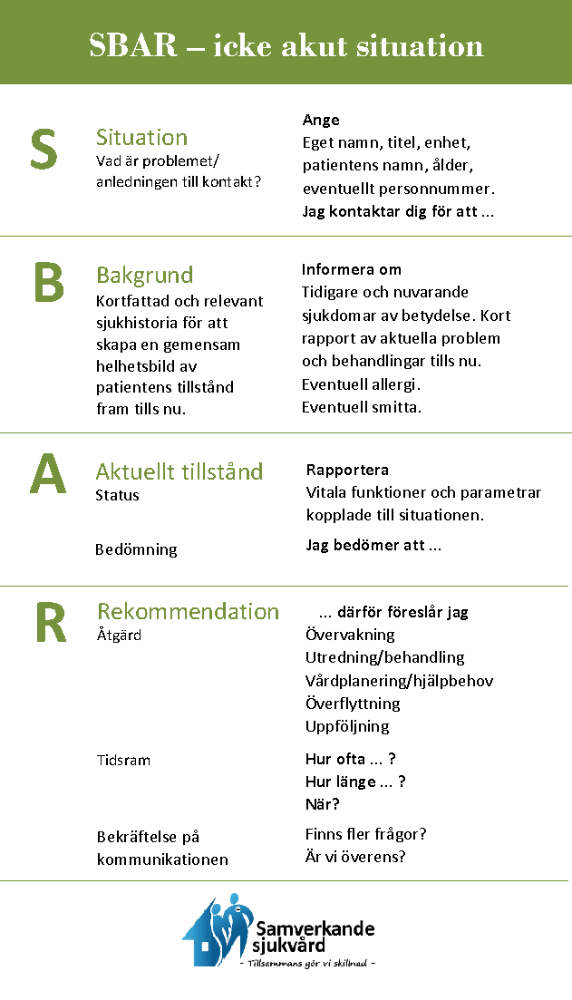 SBAR – icke akut situation
S
Situation
Vad är problemet/
anledningen till kontakt?
Ange
Eget namn, titel, enhet,
patientens namn, ålder,
eventuellt personnummer.
Jag kontaktar dig för att ...
B
Bakgrund
Kortfattad och relevant
sjukhistoria för att
skapa en gemensam
helhetsbild av
patientens tillstånd
fram tills nu.
Informera om
Tidigare och nuvarande
sjukdomar av betydelse. Kort
rapport av aktuella problem
och behandlingar tills nu.
Eventuell allergi.
Eventuell smitta.
A
Aktuellt tillstånd
Status
Rapportera
Vitala funktioner och parametrar
kopplade till situationen.
Bedömning
Jag bedömer att ...
R
Rekommendation
Åtgärd
... därför föreslår jag
Övervakning
Utredning/behandling
Vårdplanering/hjälpbehov
Överflyttning
Uppföljning
Tidsram
Hur ofta ... ?
Hur länge ... ?
När?
Bekräftelse på
kommunikationen
Finns fler frågor?
Är vi överens?
Samverkande
sjukvård
- Tillsammans gör vi skillnad -